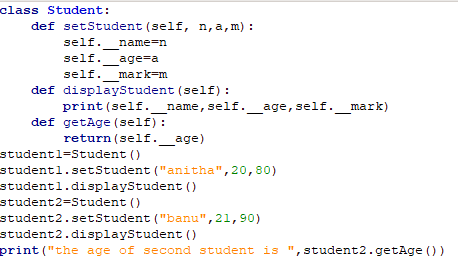 class Student:
    def setStudent(self, n,a,m):
        self.__name=n
        self.__age=a
        self.__mark=m
    def displayStudent(self):
        print(self.__name,self.__age,self.__mark)
    def getAge(self):
        return(self.__age)
student1=Student()
student1.setStudent("anitha",20,80)
student1.displayStudent()
student2=Student()
student2.setStudent("banu",21,90)
student2.displayStudent()
print("the age of second student is ",student2.getAge())